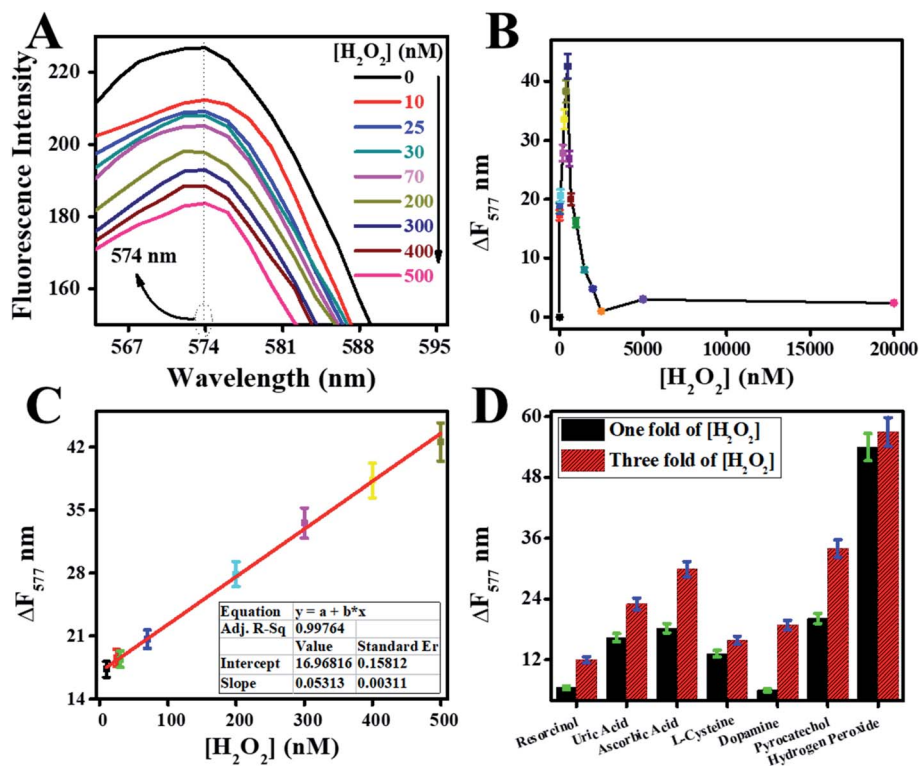 A
[H₂O₂] (nM)
0
10
25
30
70
200
300
400
500
574 nm
Fluorescence Intensity
220
200
180
160
567 574 581 588 595
Wavelength (nm)
B
ΔF₅₇₇ nm
40
30
20
10
0
0 5000 10000 15000 20000
[H₂O₂] (nM)
C
ΔF₅₇₇ nm
42
35
28
21
14
Equation y = a + b*x
Adj. R-Sq 0.99764
Value Standard Er
Intercept 16.96816 0.15812
Slope 0.05313 0.00311
0 100 200 300 400 500
[H₂O₂] (nM)
D
One fold of [H₂O₂]
Three fold of [H₂O₂]
ΔF₅₇₇ nm
60
48
36
24
12
Resorcinol
Uric Acid
Ascorbic Acid
L-Cysteine
Dopamine
Pyrocatechol
Hydrogen Peroxide